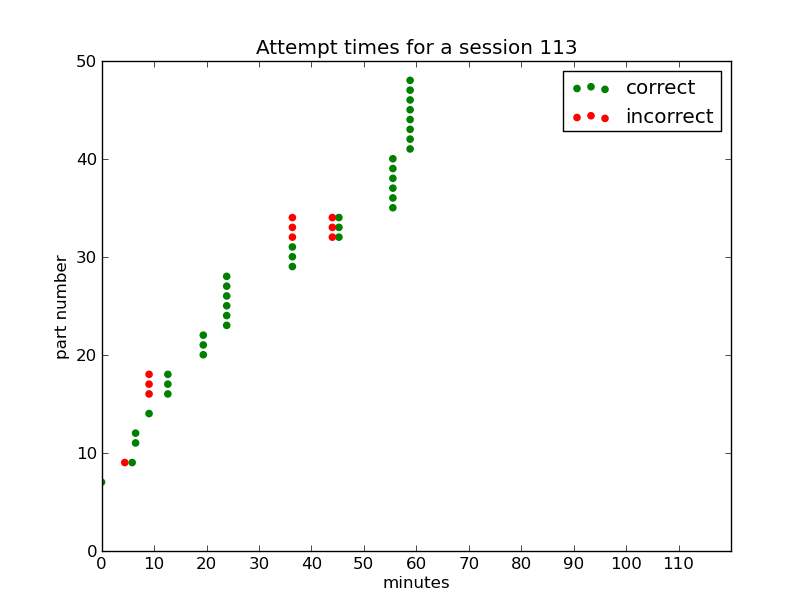 Attempt times for a session 113
correct
incorrect
50
40
30
20
10
0
part number
0 10 20 30 40 50 60 70 80 90 100 110
minutes